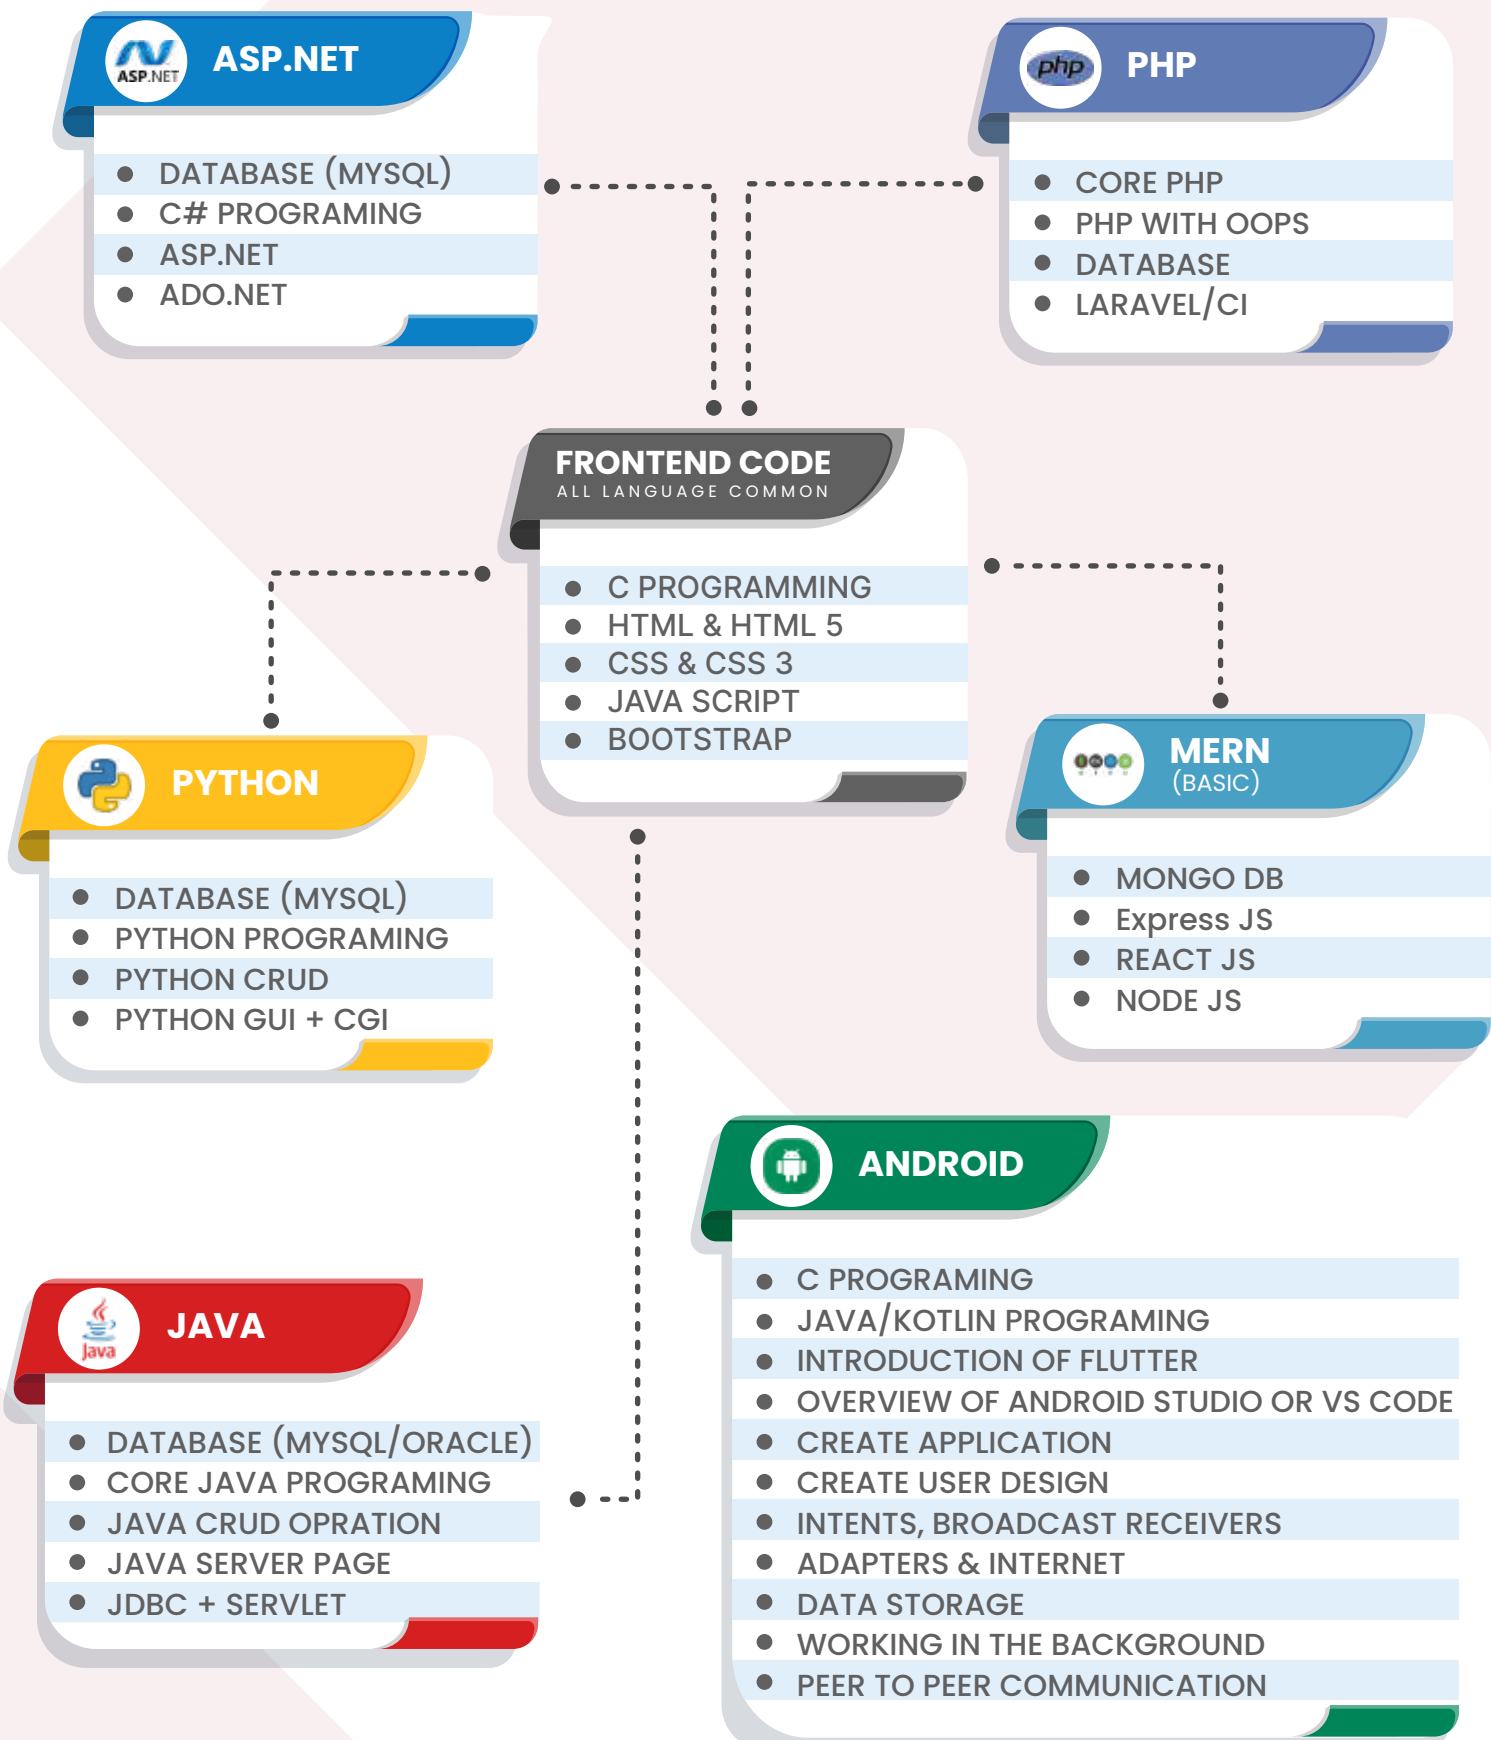 ASP.NET
ASP.NET
DATABASE (MYSQL)
C# PROGRAMING
ASP.NET
ADO.NET
php
PHP
CORE PHP
PHP WITH OOPS
DATABASE
LARAVEL/CI
FRONTEND CODE
ALL LANGUAGE COMMON
C PROGRAMMING
HTML & HTML 5
CSS & CSS 3
JAVA SCRIPT
BOOTSTRAP
PYTHON
DATABASE (MYSQL)
PYTHON PROGRAMING
PYTHON CRUD
PYTHON GUI + CGI
MERN
(BASIC)
MONGO DB
Express JS
REACT JS
NODE JS
ANDROID
C PROGRAMING
JAVA/KOTLIN PROGRAMING
INTRODUCTION OF FLUTTER
OVERVIEW OF ANDROID STUDIO OR VS CODE
CREATE APPLICATION
CREATE USER DESIGN
INTENTS, BROADCAST RECEIVERS
ADAPTERS & INTERNET
DATA STORAGE
WORKING IN THE BACKGROUND
PEER TO PEER COMMUNICATION
Java
JAVA
DATABASE (MYSQL/ORACLE)
CORE JAVA PROGRAMING
JAVA CRUD OPRATION
JAVA SERVER PAGE
JDBC + SERVLET